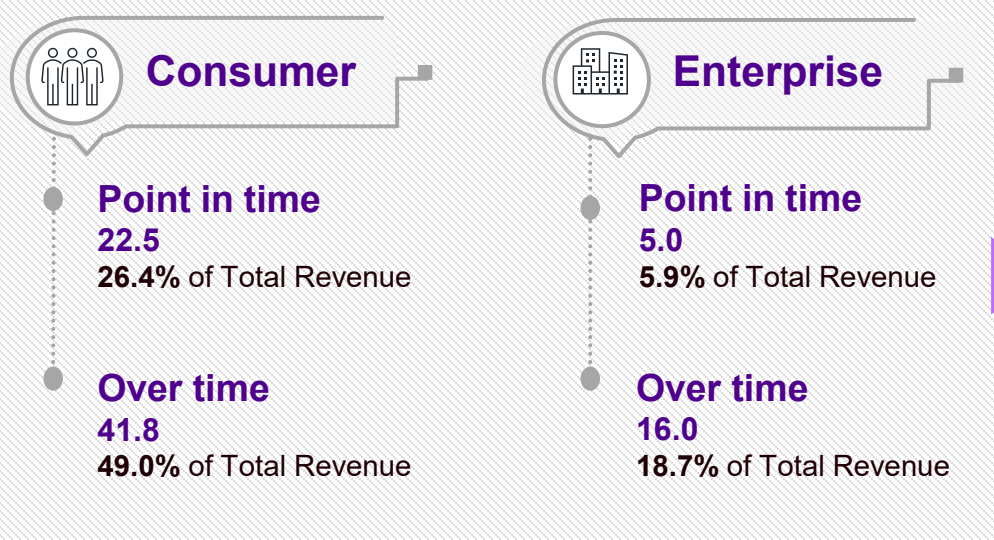 Consumer
Point in time
22.5
26.4% of Total Revenue
Over time
41.8
49.0% of Total Revenue
Enterprise
Point in time
5.0
5.9% of Total Revenue
Over time
16.0
18.7% of Total Revenue